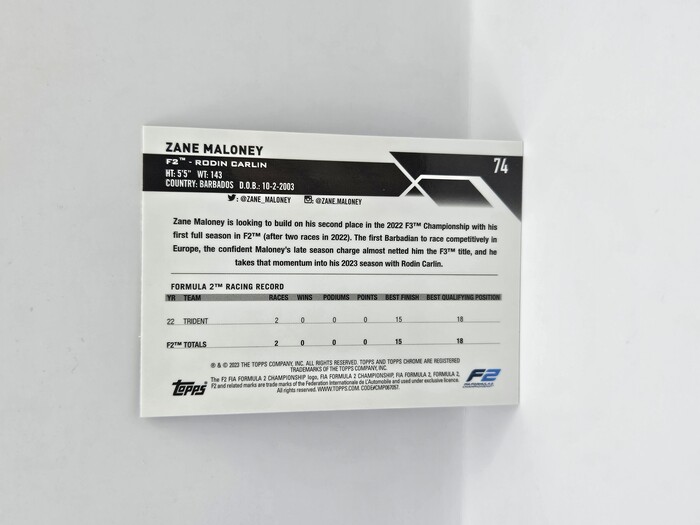 ZANE MALONEY
74
F2™ - RODIN CARLIN
HT: 5'5" WT: 143
COUNTRY: BARBADOS D.O.B.: 10-2-2003
: @ZANE_MALONEY : @ZANE.MALONEY
Zane Maloney is looking to build on his second place in the 2022 F3™ Championship with his
first full season in F2™ (after two races in 2022). The first Barbadian to race competitively in
Europe, the confident Maloney's late season charge almost netted him the F3™ title, and he
takes that momentum into his 2023 season with Rodin Carlin.
FORMULA 2™ RACING RECORD
YR TEAM RACES WINS PODIUMS POINTS BEST FINISH BEST QUALIFYING POSITION
22 TRIDENT 2 0 0 0 15 18
F2™ TOTALS 2 0 0 0 15 18
® & © 2023 THE TOPPS COMPANY, INC. ALL RIGHTS RESERVED. TOPPS AND TOPPS CHROME ARE REGISTERED
TRADEMARKS OF THE TOPPS COMPANY, INC.
The F2 FIA FORMULA 2 CHAMPIONSHIP logo, FIA FORMULA 2 CHAMPIONSHIP, FIA FORMULA 2, FORMULA 2,
F2 and related marks are trade marks of the Federation Internationale de L'Automobile and used under exclusive licence.
All rights reserved. WWW.TOPPS.COM. CODE#CMP067057.
topps
F2